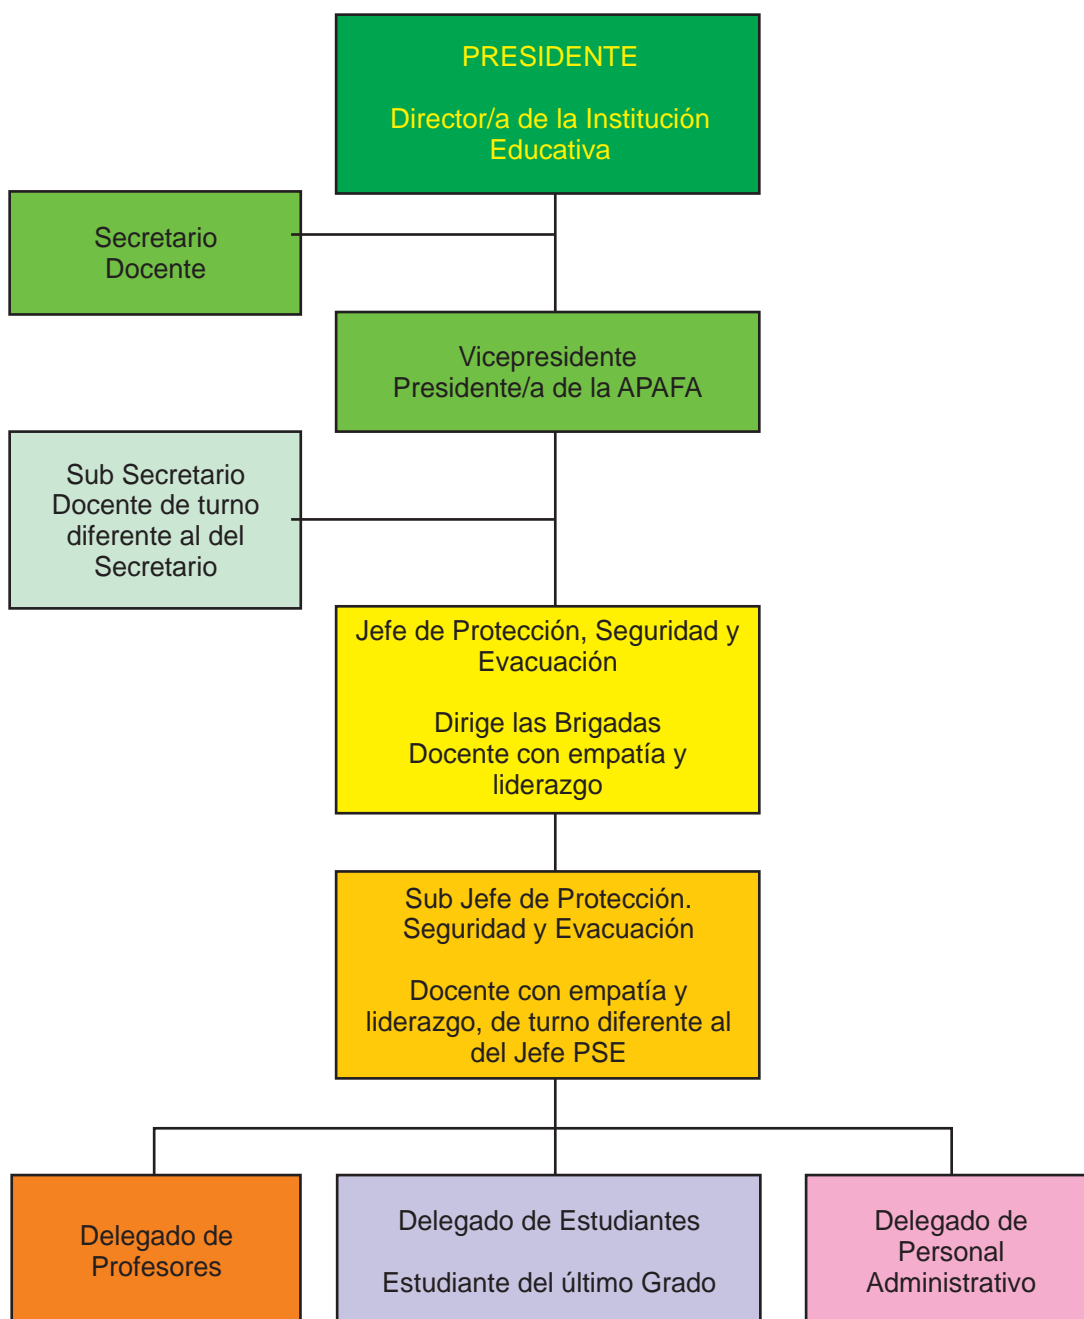 PRESIDENTE
Director/a de la Institución
Educativa
Secretario
Docente
Vicepresidente
Presidente/a de la APAFA
Sub Secretario
Docente de turno
diferente al del
Secretario
Jefe de Protección, Seguridad y
Evacuación
Dirige las Brigadas
Docente con empatía y
liderazgo
Sub Jefe de Protección.
Seguridad y Evacuación
Docente con empatía y
liderazgo, de turno diferente al
del Jefe PSE
Delegado de
Profesores
Delegado de Estudiantes
Estudiante del último Grado
Delegado de
Personal
Administrativo